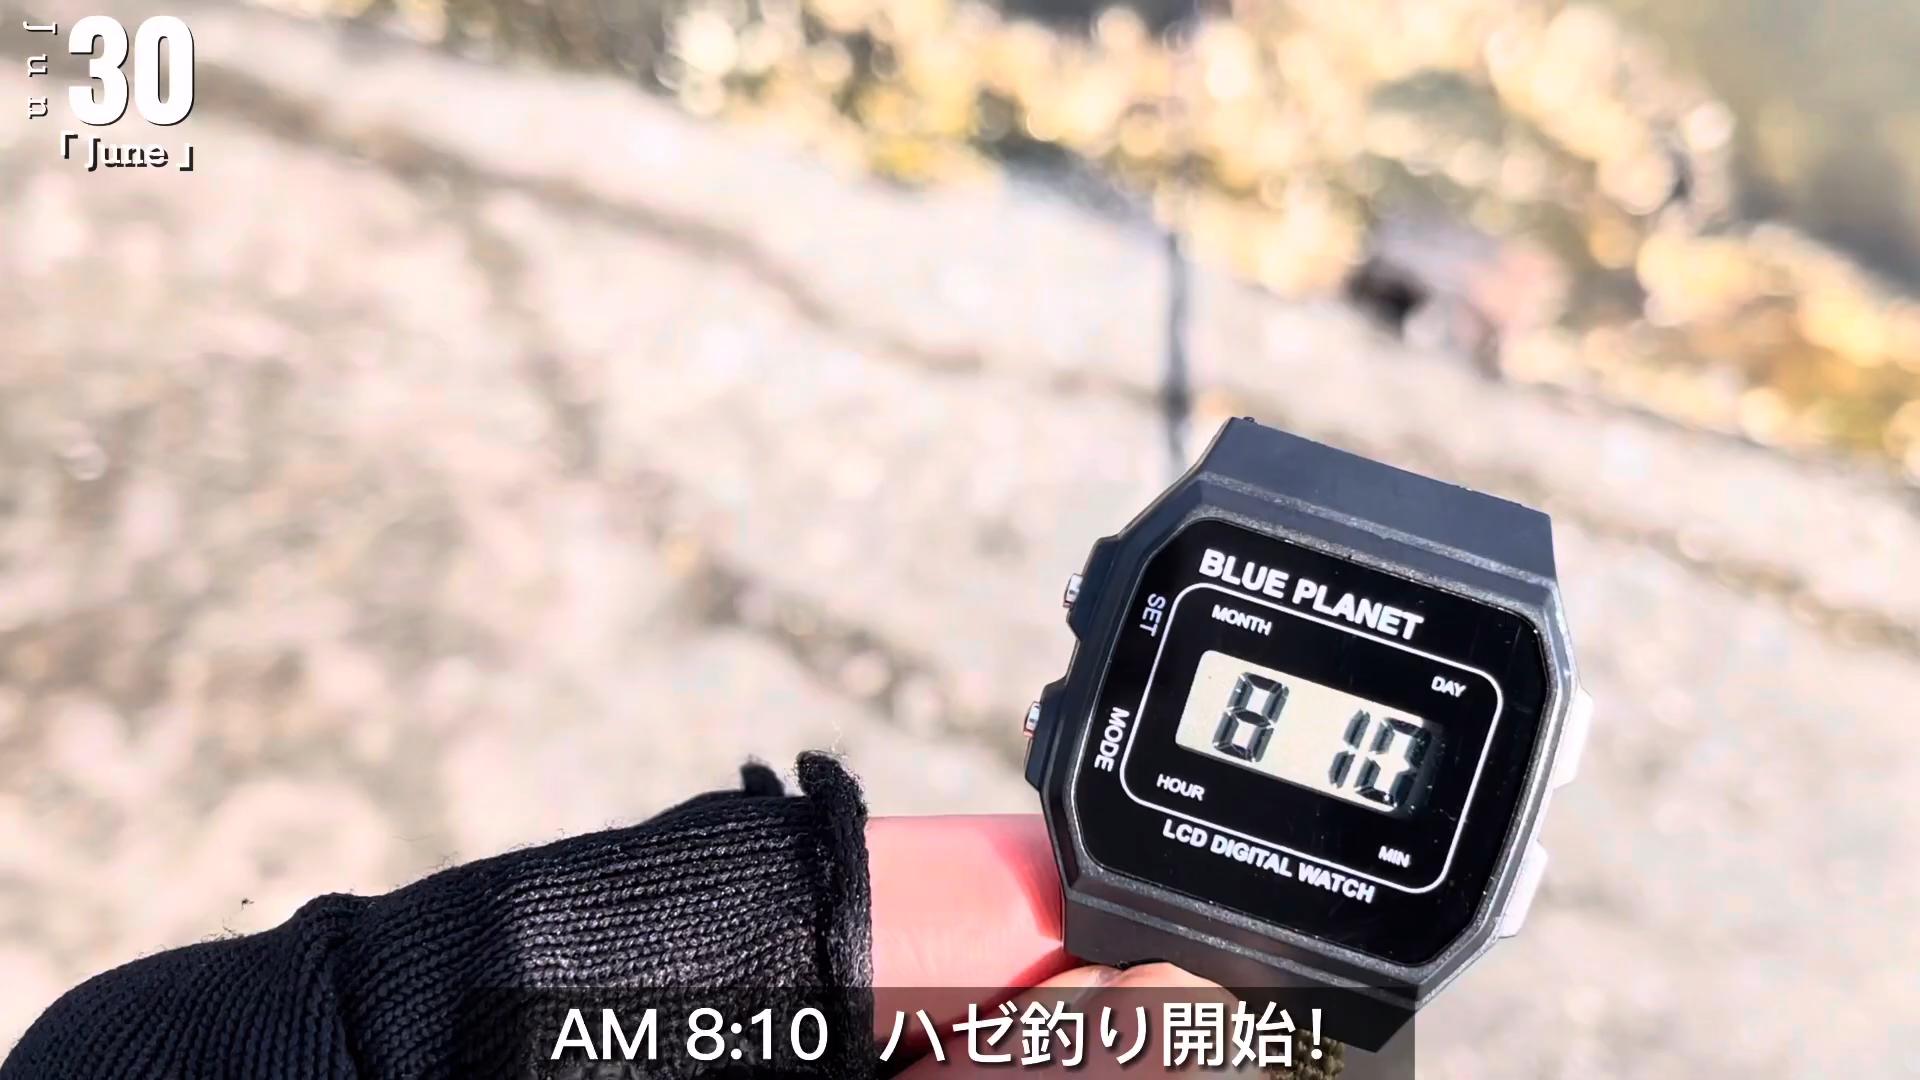 Jun
30
「June」
BLUE PLANET
MONTH
DAY
SET
8 10
MODE
HOUR
MIN
LCD DIGITAL WATCH
AM 8:10 ハゼ釣り開始!